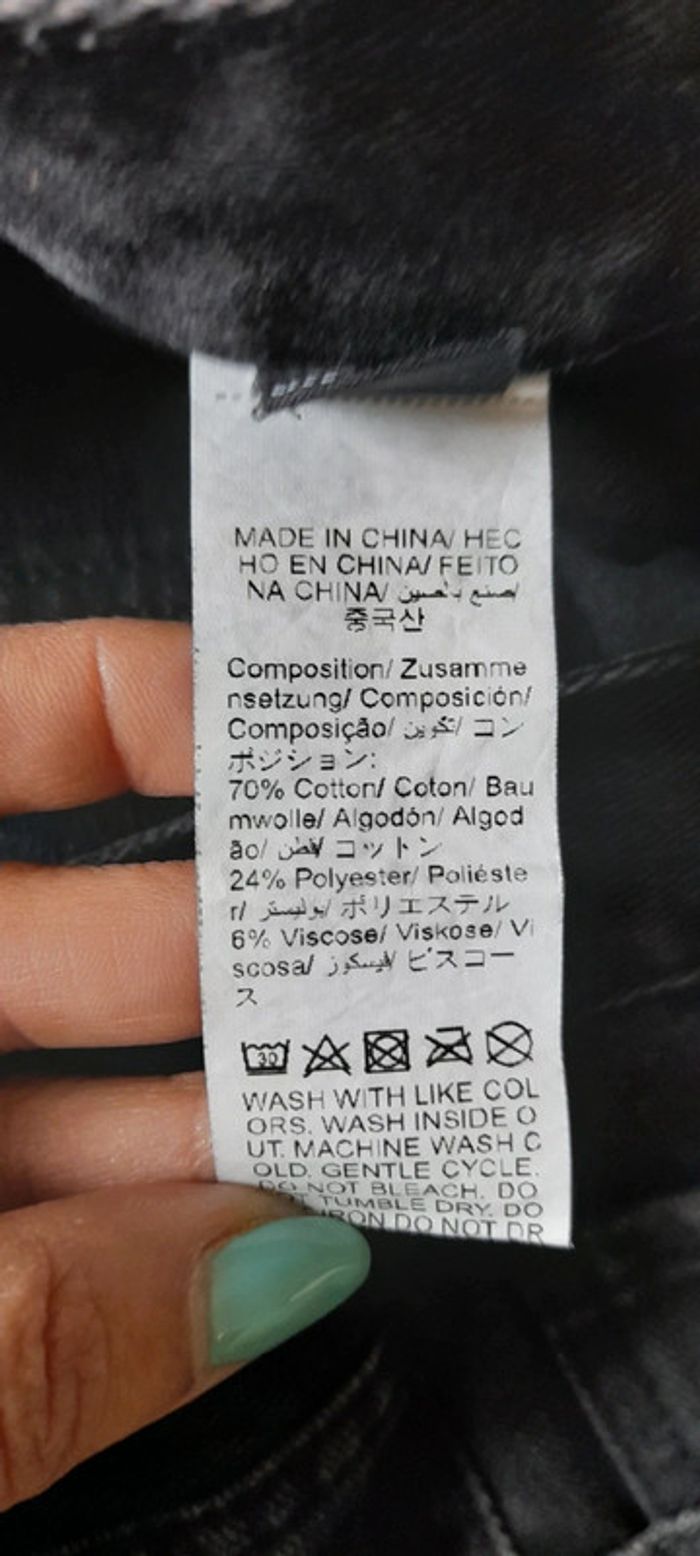 MADE IN CHINA/ HEC
HO EN CHINA/ FEITO
NA CHINA/ صنع بالصين/
중국산
Composition/ Zusamme
nsetzung/ Composición/
Composição/ تكوين/ コン
ポジション:
70% Cotton/ Coton/ Bau
mwolle/ Algodón/ Algod
ão/ قطن/ コットン
24% Polyester/ Poliéste
r/ بوليستر/ ポリエステル
6% Viscose/ Viskose/ Vi
scosa/ فيسكوز/ ビスコー
ス
30
WASH WITH LIKE COL
ORS. WASH INSIDE O
UT. MACHINE WASH C
OLD. GENTLE CYCLE.
DO NOT BLEACH. DO
TUMBLE DRY. DO
IRON DO NOT DR